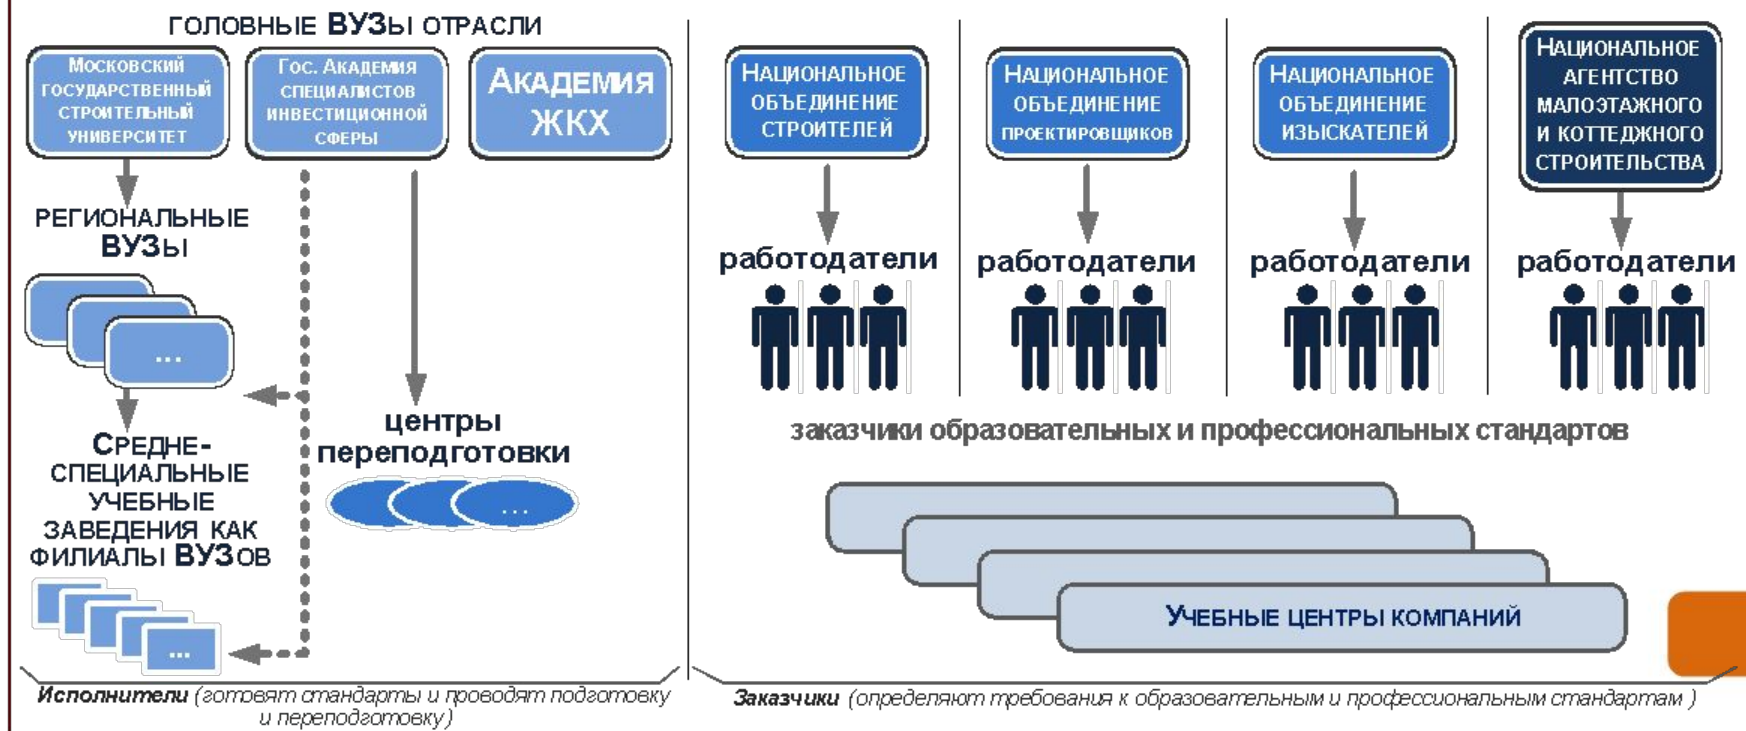 ГОЛОВНЫЕ ВУЗЫ ОТРАСЛИ
МОСКОВСКИЙ
ГОСУДАРСТВЕННЫЙ
СТРОИТЕЛЬНЫЙ
УНИВЕРСИТЕТ
ГОС. АКАДЕМИЯ
СПЕЦИАЛИСТОВ
ИНВЕСТИЦИОННОЙ
СФЕРЫ
АКАДЕМИЯ
ЖКХ
РЕГИОНАЛЬНЫЕ
ВУЗЫ
...
СРЕДНЕ-
СПЕЦИАЛЬНЫЕ
УЧЕБНЫЕ
ЗАВЕДЕНИЯ КАК
ФИЛИАЛЫ ВУЗОВ
...
центры
переподготовки
...
Исполнители (готовят стандарты и проводят подготовку
и переподготовку)
НАЦИОНАЛЬНОЕ
ОБЪЕДИНЕНИЕ
СТРОИТЕЛЕЙ
работодатели
НАЦИОНАЛЬНОЕ
ОБЪЕДИНЕНИЕ
ПРОЕКТИРОВЩИКОВ
работодатели
НАЦИОНАЛЬНОЕ
ОБЪЕДИНЕНИЕ
ИЗЫСКАТЕЛЕЙ
работодатели
НАЦИОНАЛЬНОЕ
АГЕНТСТВО
МАЛОЭТАЖНОГО
И КОТТЕДЖНОГО
СТРОИТЕЛЬСТВА
работодатели
заказчики образовательных и профессиональных стандартов
УЧЕБНЫЕ ЦЕНТРЫ КОМПАНИЙ
Заказчики (определяют требования к образовательным и профессиональным стандартам )